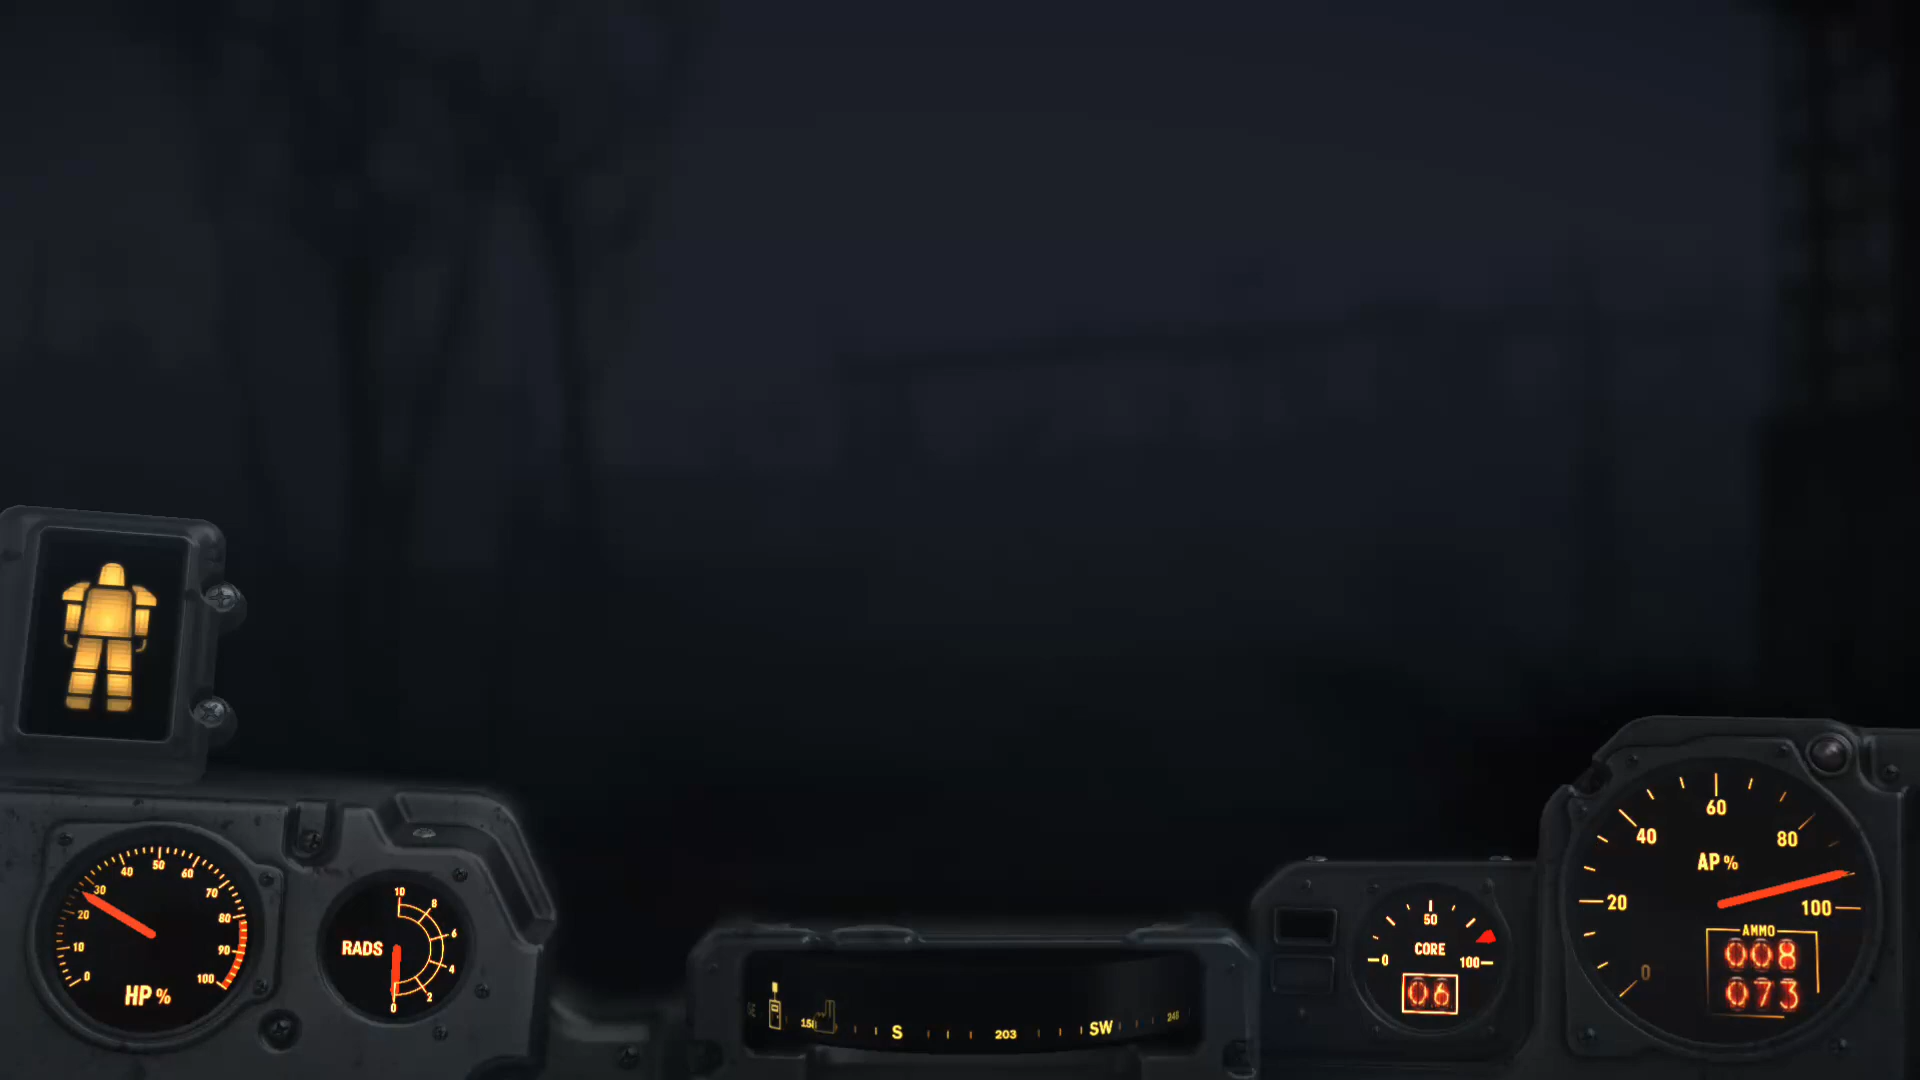 10 20 30 40 50 60 70 80 90 100
0
HP %
10 8 6 4 2 0
RADS
S 203 SW
50
CORE
0 100
06
0 20 40 60 80 100
AP %
AMMO
008
073